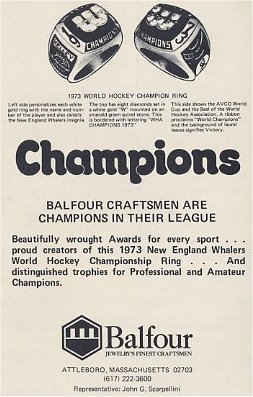 CHAMPIONS
1973 WORLD HOCKEY CHAMPION RING
Left side personalizes each white
gold ring with the name and num-
ber of the player and also details
the New England Whalers Insignia.
The top has eight diamonds set in
a white gold "W" mounted on an
emerald green spinel stone. This
is bordered with lettering "WHA
CHAMPIONS 1973"
This side shows the AVCO World
Cup and the Seal of the World
Hockey Association. A ribbon
proclaims "World Champions"
and the background of laurel
leaves signifies Victory.
Champions
BALFOUR CRAFTSMEN ARE
CHAMPIONS IN THEIR LEAGUE
Beautifully wrought Awards for every sport . . .
proud creators of this 1973 New England Whalers
World Hockey Championship Ring . . . And
distinguished trophies for Professional and Amateur
Champions.
Balfour
JEWELRY'S FINEST CRAFTSMEN
ATTLEBORO, MASSACHUSETTS 02703
(617) 222-3600
Representative: John G. Scarpellini